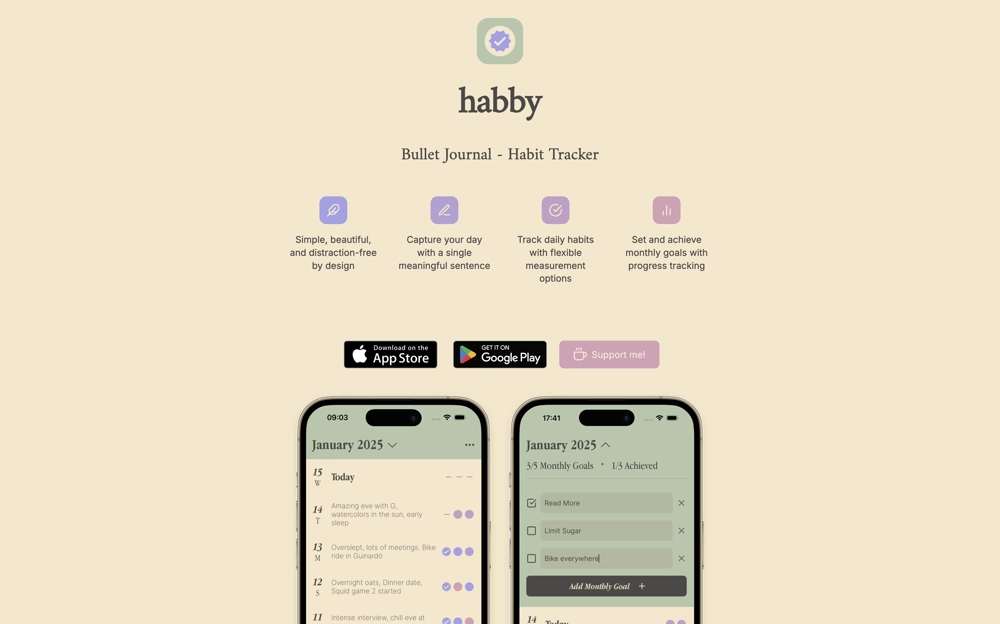 habby
Bullet Journal - Habit Tracker
Simple, beautiful,
and distraction-free
by design
Capture your day
with a single
meaningful sentence
Track daily habits
with flexible
measurement
options
Set and achieve
monthly goals with
progress tracking
Download on the
App Store
GET IT ON
Google Play
Support me!
09:03
January 2025
15
W
Today
14
T
Amazing eve with G,
watercolors in the sun, early
sleep
13
M
Overslept, lots of meetings. Bike
ride in Guinardó
12
S
Overnight oats, Dinner date,
Squid game 2 started
11
Intense interview, chill eve at
17:41
January 2025
3/5 Monthly Goals • 1/3 Achieved
Read More
Limit Sugar
Bike everywhere
Add Monthly Goal +
14
Today